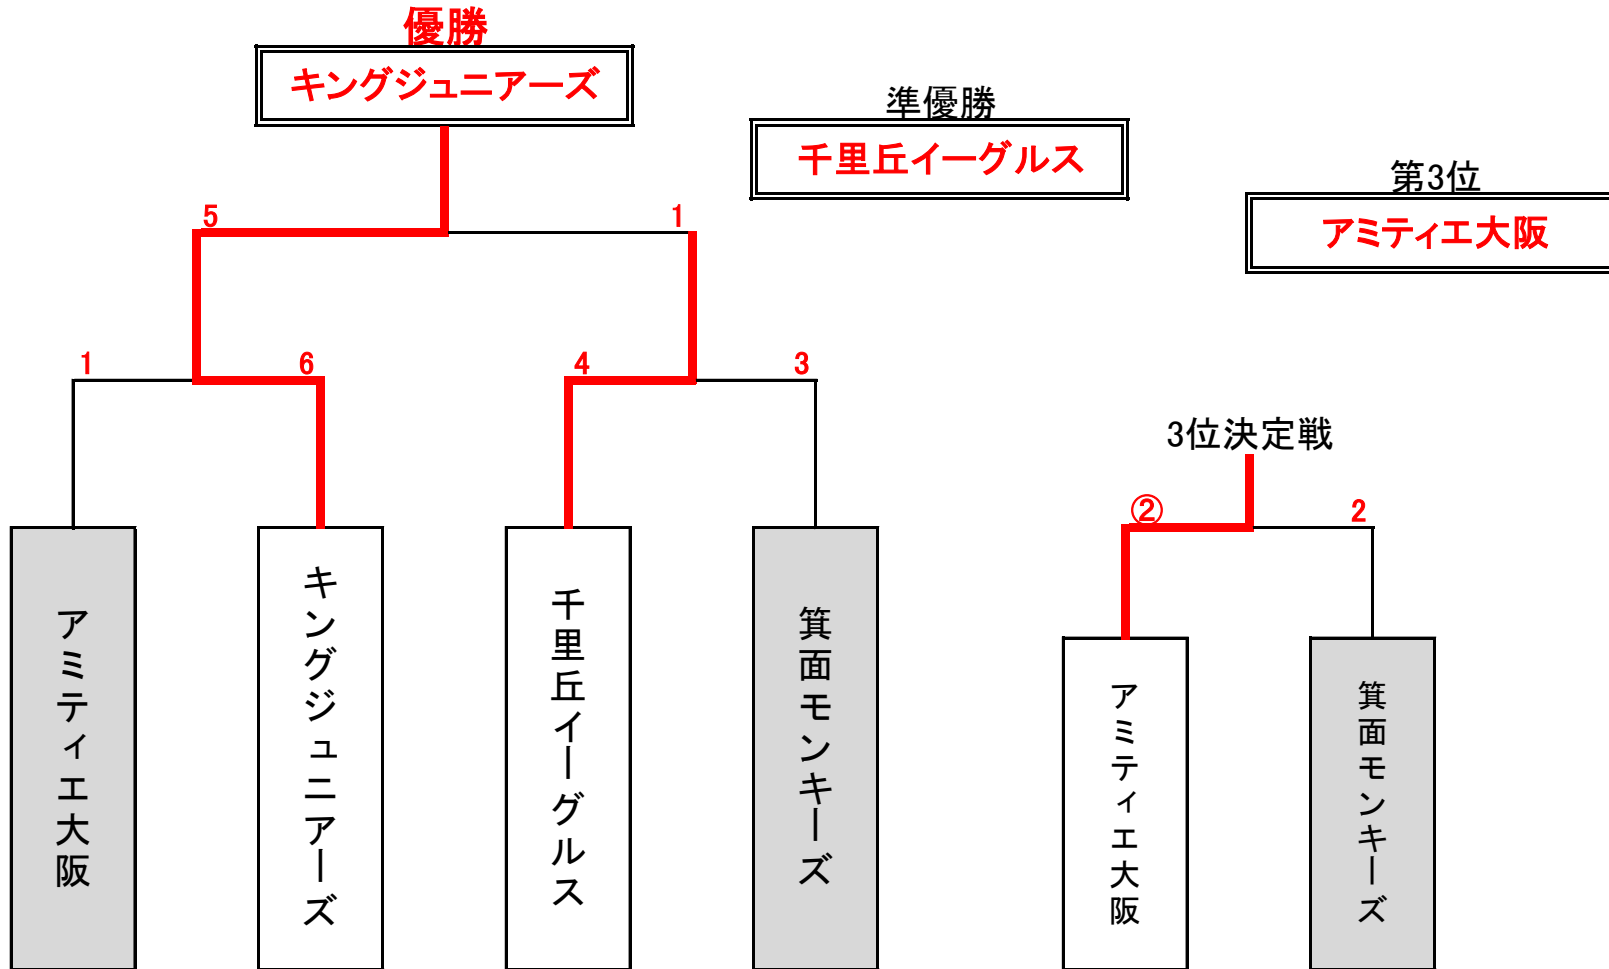 優勝
キングジュニアーズ
準優勝
千里丘イーグルス
第3位
アミティエ大阪
5
1
1
6
4
3
3位決定戦
②
2
アミティエ大阪
キングジュニアーズ
千里丘イーグルス
箕面モンキーズ
アミティエ大阪
箕面モンキーズ